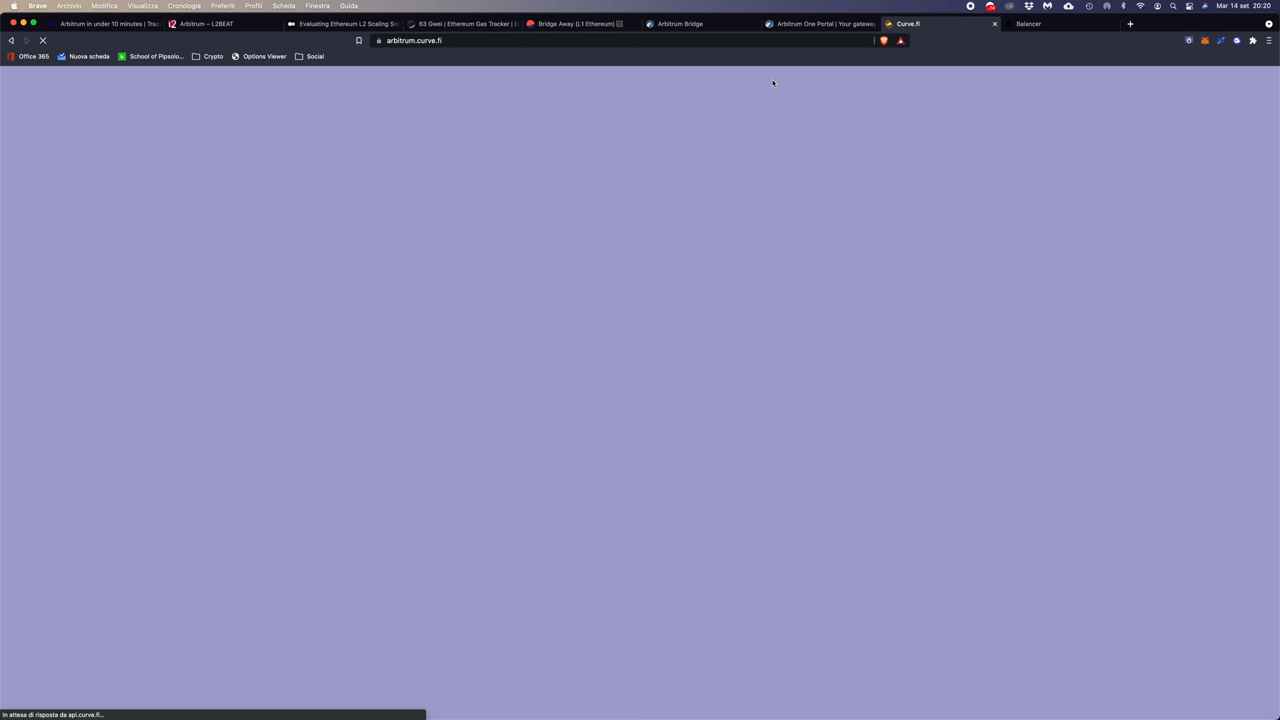 Brave Archivio Modifica Visualizza Cronologia Preferiti Profili Scheda Finestra Guida Mar 14 set 20:20
Arbitrum in under 10 minutes | Trac
Arbitrum – L2BEAT
Evaluating Ethereum L2 Scaling So
63 Gwei | Ethereum Gas Tracker | E
Bridge Away (L1 Ethereum)
Arbitrum Bridge
Arbitrum One Portal | Your gateway
Curve.fi
Balancer
arbitrum.curve.fi
Office 365 Nuova scheda School of Pipsolo... Crypto Options Viewer Social
In attesa di risposta da api.curve.fi...